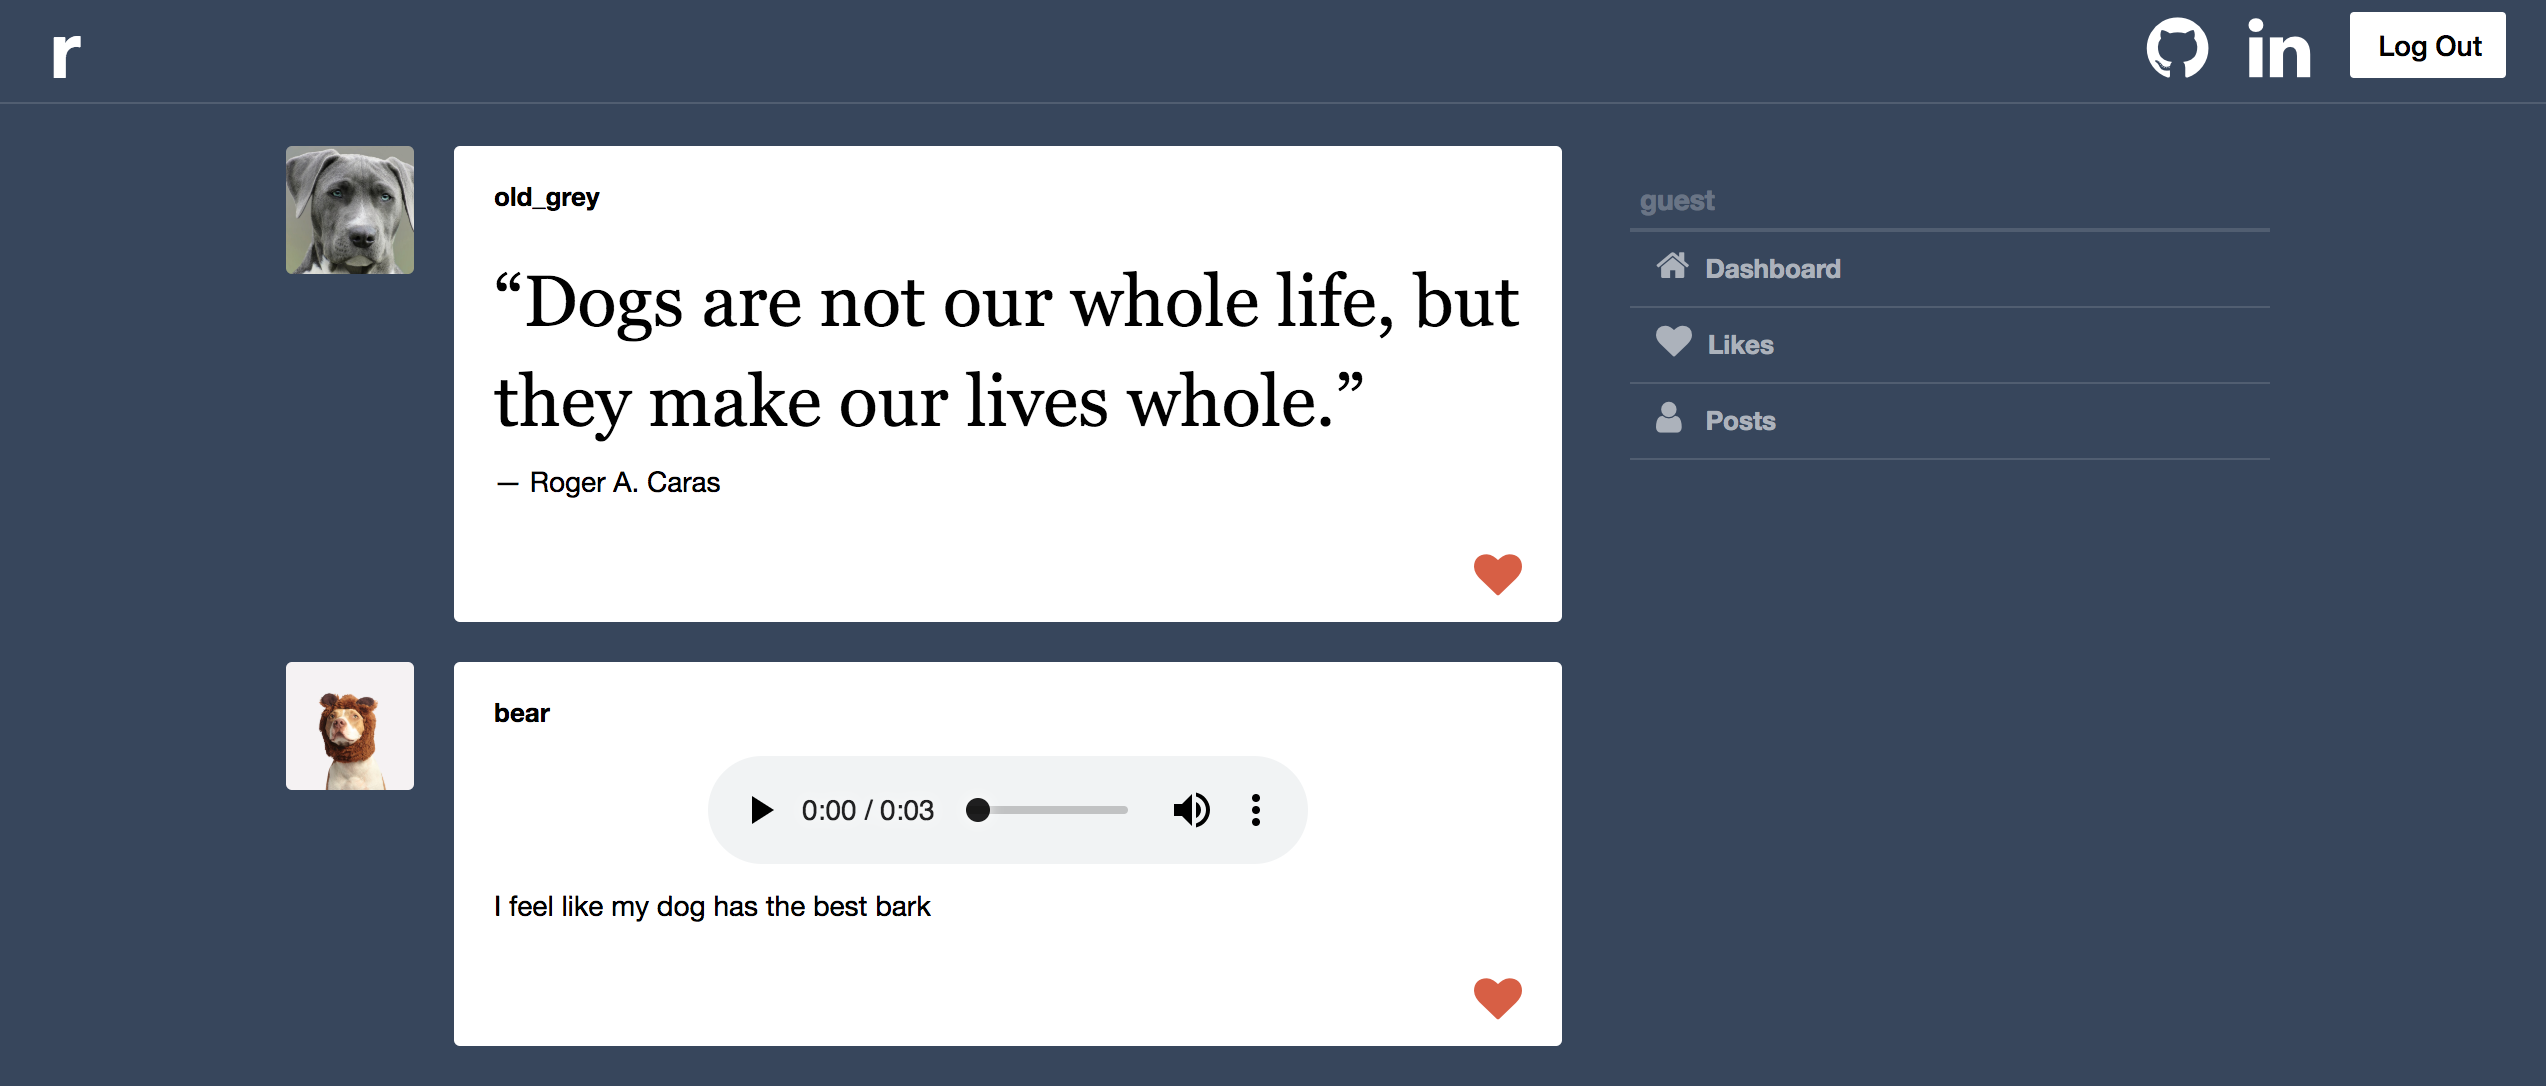 r
in
Log Out
old_grey
“Dogs are not our whole life, but
they make our lives whole.”
— Roger A. Caras
guest
Dashboard
Likes
Posts
bear
0:00 / 0:03
I feel like my dog has the best bark